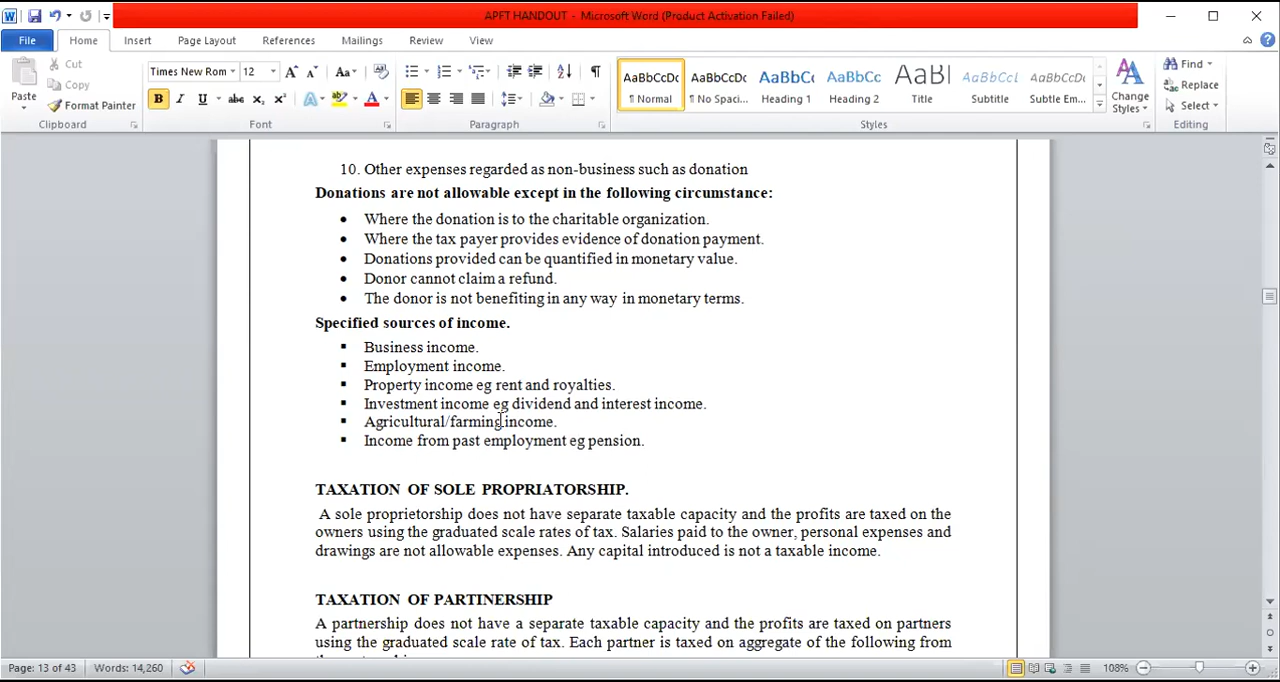 APFT HANDOUT - Microsoft Word (Product Activation Failed)
File Home Insert Page Layout References Mailings Review View
Paste
Cut
Copy
Format Painter
Clipboard
Times New Rom 12
Font
Paragraph
AaBbCcDc AaBbCcDc AaBbCc AaBbCc AaBl AaBbCcl AaBbCcDc
¶ Normal ¶ No Spaci... Heading 1 Heading 2 Title Subtitle Subtle Em...
Change Styles
Styles
Find
Replace
Select
Editing
10. Other expenses regarded as non-business such as donation
Donations are not allowable except in the following circumstance:
• Where the donation is to the charitable organization.
• Where the tax payer provides evidence of donation payment.
• Donations provided can be quantified in monetary value.
• Donor cannot claim a refund.
• The donor is not benefiting in any way in monetary terms.
Specified sources of income.
▪ Business income.
▪ Employment income.
▪ Property income eg rent and royalties.
▪ Investment income eg dividend and interest income.
▪ Agricultural/farming income.
▪ Income from past employment eg pension.
TAXATION OF SOLE PROPRIATORSHIP.
A sole proprietorship does not have separate taxable capacity and the profits are taxed on the
owners using the graduated scale rates of tax. Salaries paid to the owner, personal expenses and
drawings are not allowable expenses. Any capital introduced is not a taxable income.
TAXATION OF PARTINERSHIP
A partnership does not have a separate taxable capacity and the profits are taxed on partners
using the graduated scale rate of tax. Each partner is taxed on aggregate of the following from
Page: 13 of 43 Words: 14,260 108%